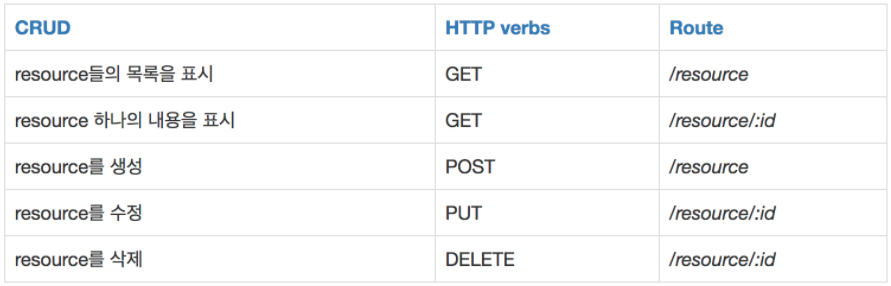 CRUD HTTP verbs Route
resource들의 목록을 표시 GET /resource
resource 하나의 내용을 표시 GET /resource/:id
resource를 생성 POST /resource
resource를 수정 PUT /resource/:id
resource를 삭제 DELETE /resource/:id